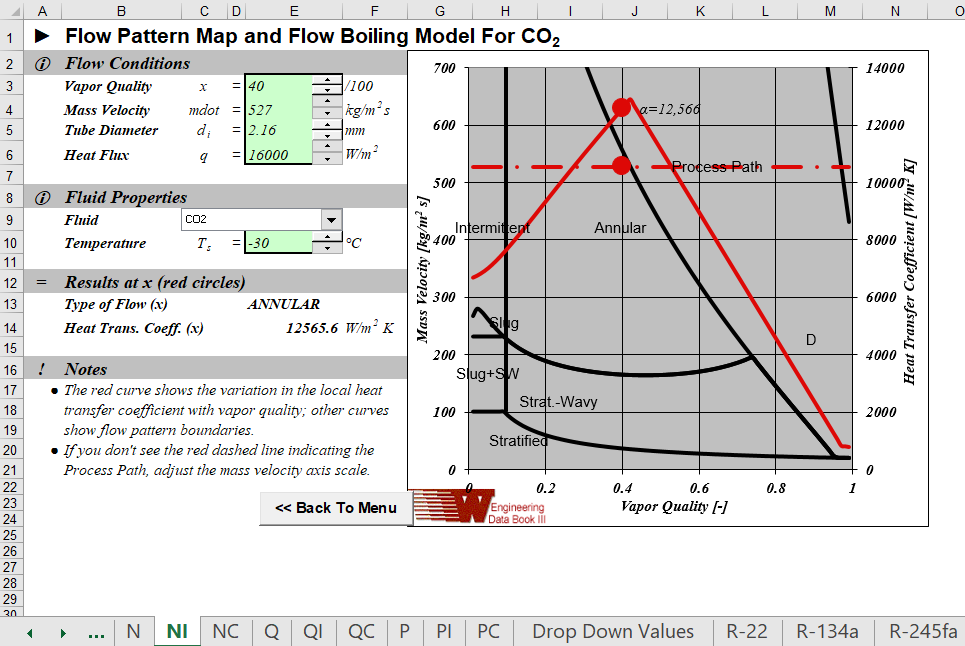 A B C D E F G H I J K L M N O
1 ► Flow Pattern Map and Flow Boiling Model For CO₂
2 ⓘ Flow Conditions
3 Vapor Quality x = 40 /100
4 Mass Velocity mdot = 527 kg/m² s
5 Tube Diameter dᵢ = 2.16 mm
6 Heat Flux q = 16000 W/m²
7
8 ⓘ Fluid Properties
9 Fluid CO2
10 Temperature Tₛ = -30 °C
11
12 = Results at x (red circles)
13 Type of Flow (x) ANNULAR
14 Heat Trans. Coeff. (x) 12565.6 W/m² K
15
16 ! Notes
17 ● The red curve shows the variation in the local heat
18 transfer coefficient with vapor quality; other curves
19 show flow pattern boundaries.
20 ● If you don't see the red dashed line indicating the
21 Process Path, adjust the mass velocity axis scale.
22
23
24
25
26
27
28
29
30
<< Back To Menu
Mass Velocity [kg/m² s]
700
600
500
400
300
200
100
0
α=12,566
Process Path
Intermittent
Annular
Slug
D
Slug+SW
Strat.-Wavy
Stratified
14000
12000
10000
8000
6000
4000
2000
0
Heat Transfer Coefficient [W/m² K]
0 0.2 0.4 0.6 0.8 1
Vapor Quality [-]
W Engineering
Data Book III
... N NI NC Q QI QC P PI PC Drop Down Values R-22 R-134a R-245fa